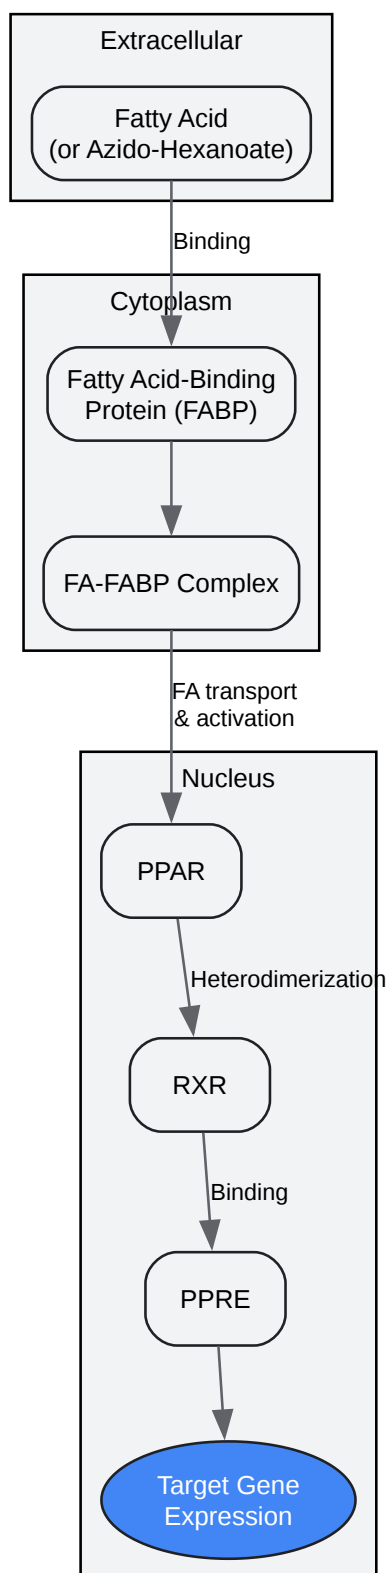 Extracellular
Fatty Acid
(or Azido-Hexanoate)
Binding
Cytoplasm
Fatty Acid-Binding
Protein (FABP)
FA-FABP Complex
FA transport
& activation
Nucleus
PPAR
Heterodimerization
RXR
Binding
PPRE
Target Gene
Expression